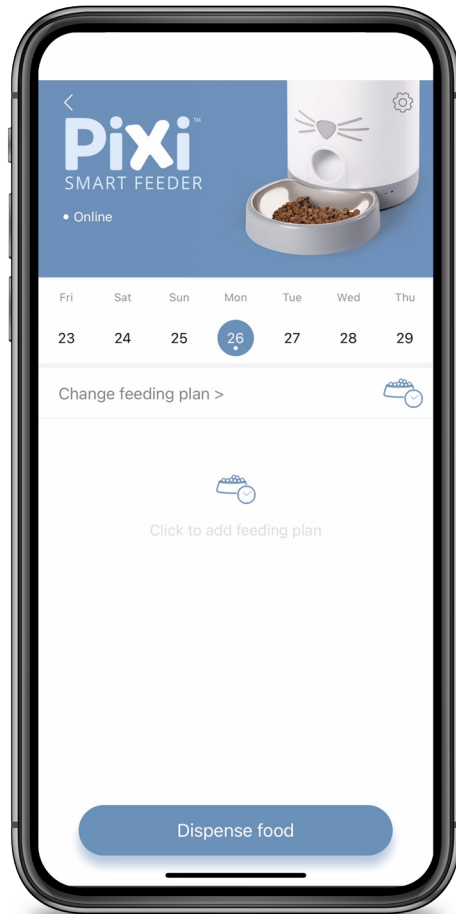 PiXi™
SMART FEEDER
• Online
Fri Sat Sun Mon Tue Wed Thu
23 24 25 26 27 28 29
Change feeding plan >
Click to add feeding plan
Dispense food